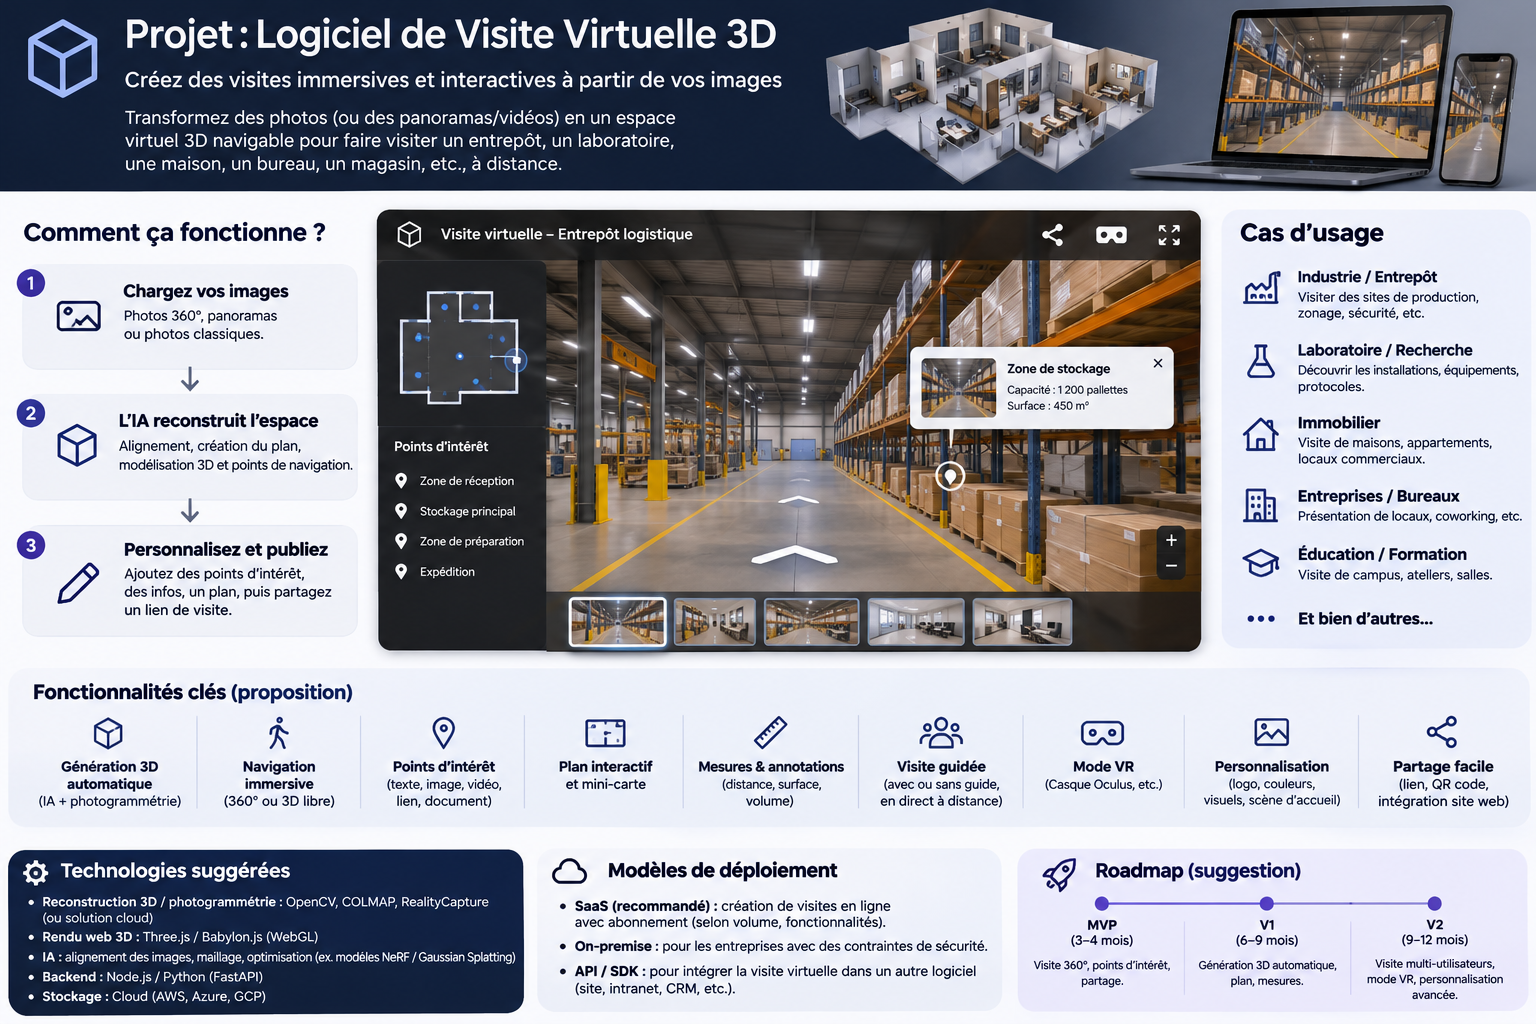 Projet : Logiciel de Visite Virtuelle 3D
Créez des visites immersives et interactives à partir de vos images
Transformez des photos (ou des panoramas/vidéos) en un espace
virtuel 3D navigable pour faire visiter un entrepôt, un laboratoire,
une maison, un bureau, un magasin, etc., à distance.
Comment ça fonctionne ?
1
Chargez vos images
Photos 360°, panoramas
ou photos classiques.
2
L'IA reconstruit l'espace
Alignement, création du plan,
modélisation 3D et points de navigation.
3
Personnalisez et publiez
Ajoutez des points d'intérêt,
des infos, un plan, puis partagez
un lien de visite.
Visite virtuelle – Entrepôt logistique
Points d'intérêt
Zone de réception
Stockage principal
Zone de préparation
Expédition
Zone de stockage
Capacité : 1 200 pallettes
Surface : 450 m°
×
+
−
Cas d'usage
Industrie / Entrepôt
Visiter des sites de production,
zonage, sécurité, etc.
Laboratoire / Recherche
Découvrir les installations, équipements,
protocoles.
Immobilier
Visite de maisons, appartements,
locaux commerciaux.
Entreprises / Bureaux
Présentation de locaux, coworking, etc.
Éducation / Formation
Visite de campus, ateliers, salles.
Et bien d'autres...
Fonctionnalités clés (proposition)
Génération 3D
automatique
(IA + photogrammétrie)
Navigation
immersive
(360° ou 3D libre)
Points d'intérêt
(texte, image, vidéo,
lien, document)
Plan interactif
et mini-carte
Mesures & annotations
(distance, surface,
volume)
Visite guidée
(avec ou sans guide,
en direct à distance)
Mode VR
(Casque Oculus, etc.)
Personnalisation
(logo, couleurs,
visuels, scène d'accueil)
Partage facile
(lien, QR code,
intégration site web)
Technologies suggérées
• Reconstruction 3D / photogrammétrie : OpenCV, COLMAP, RealityCapture
(ou solution cloud)
• Rendu web 3D : Three.js / Babylon.js (WebGL)
• IA : alignement des images, maillage, optimisation (ex. modèles NeRF / Gaussian Splatting)
• Backend : Node.js / Python (FastAPI)
• Stockage : Cloud (AWS, Azure, GCP)
Modèles de déploiement
• SaaS (recommandé) : création de visites en ligne
avec abonnement (selon volume, fonctionnalités).
• On-premise : pour les entreprises avec des contraintes de sécurité.
• API / SDK : pour intégrer la visite virtuelle dans un autre logiciel
(site, intranet, CRM, etc.).
Roadmap (suggestion)
MVP
(3–4 mois)
Visite 360°, points d'intérêt,
partage.
V1
(6–9 mois)
Génération 3D automatique,
plan, mesures.
V2
(9–12 mois)
Visite multi-utilisateurs,
mode VR, personnalisation
avancée.